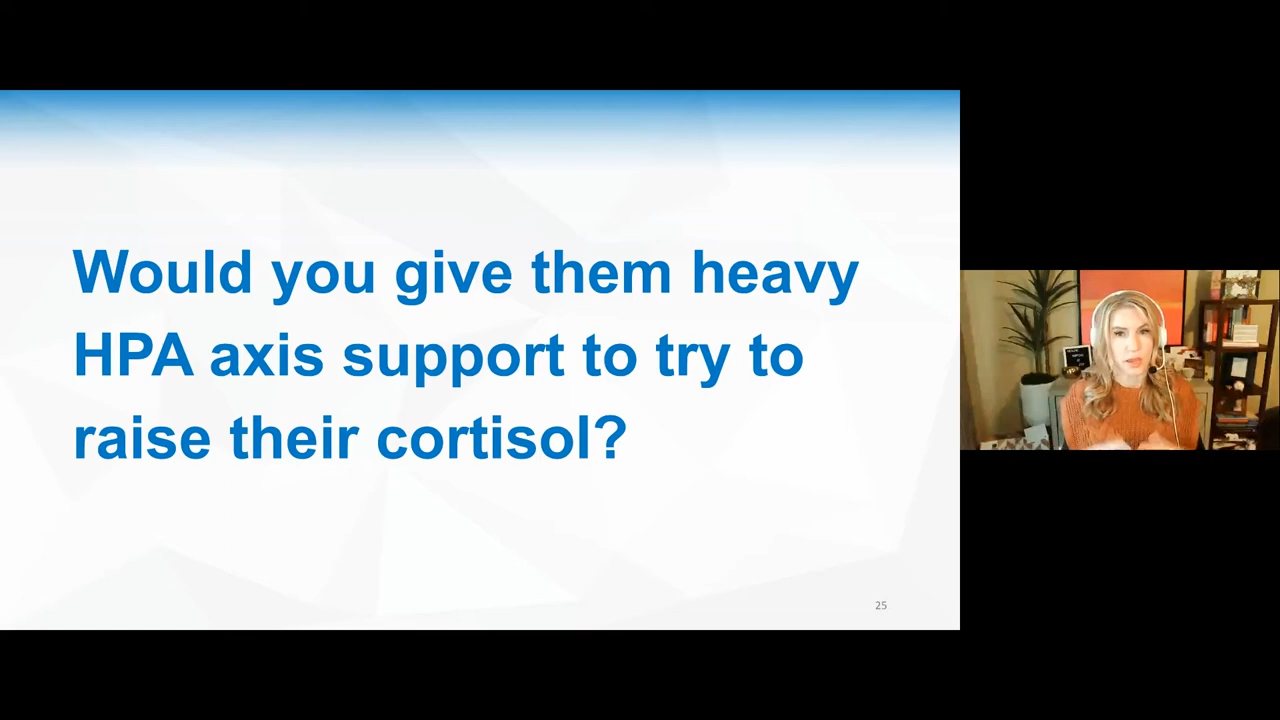 Would you give them heavy
HPA axis support to try to
raise their cortisol?
25